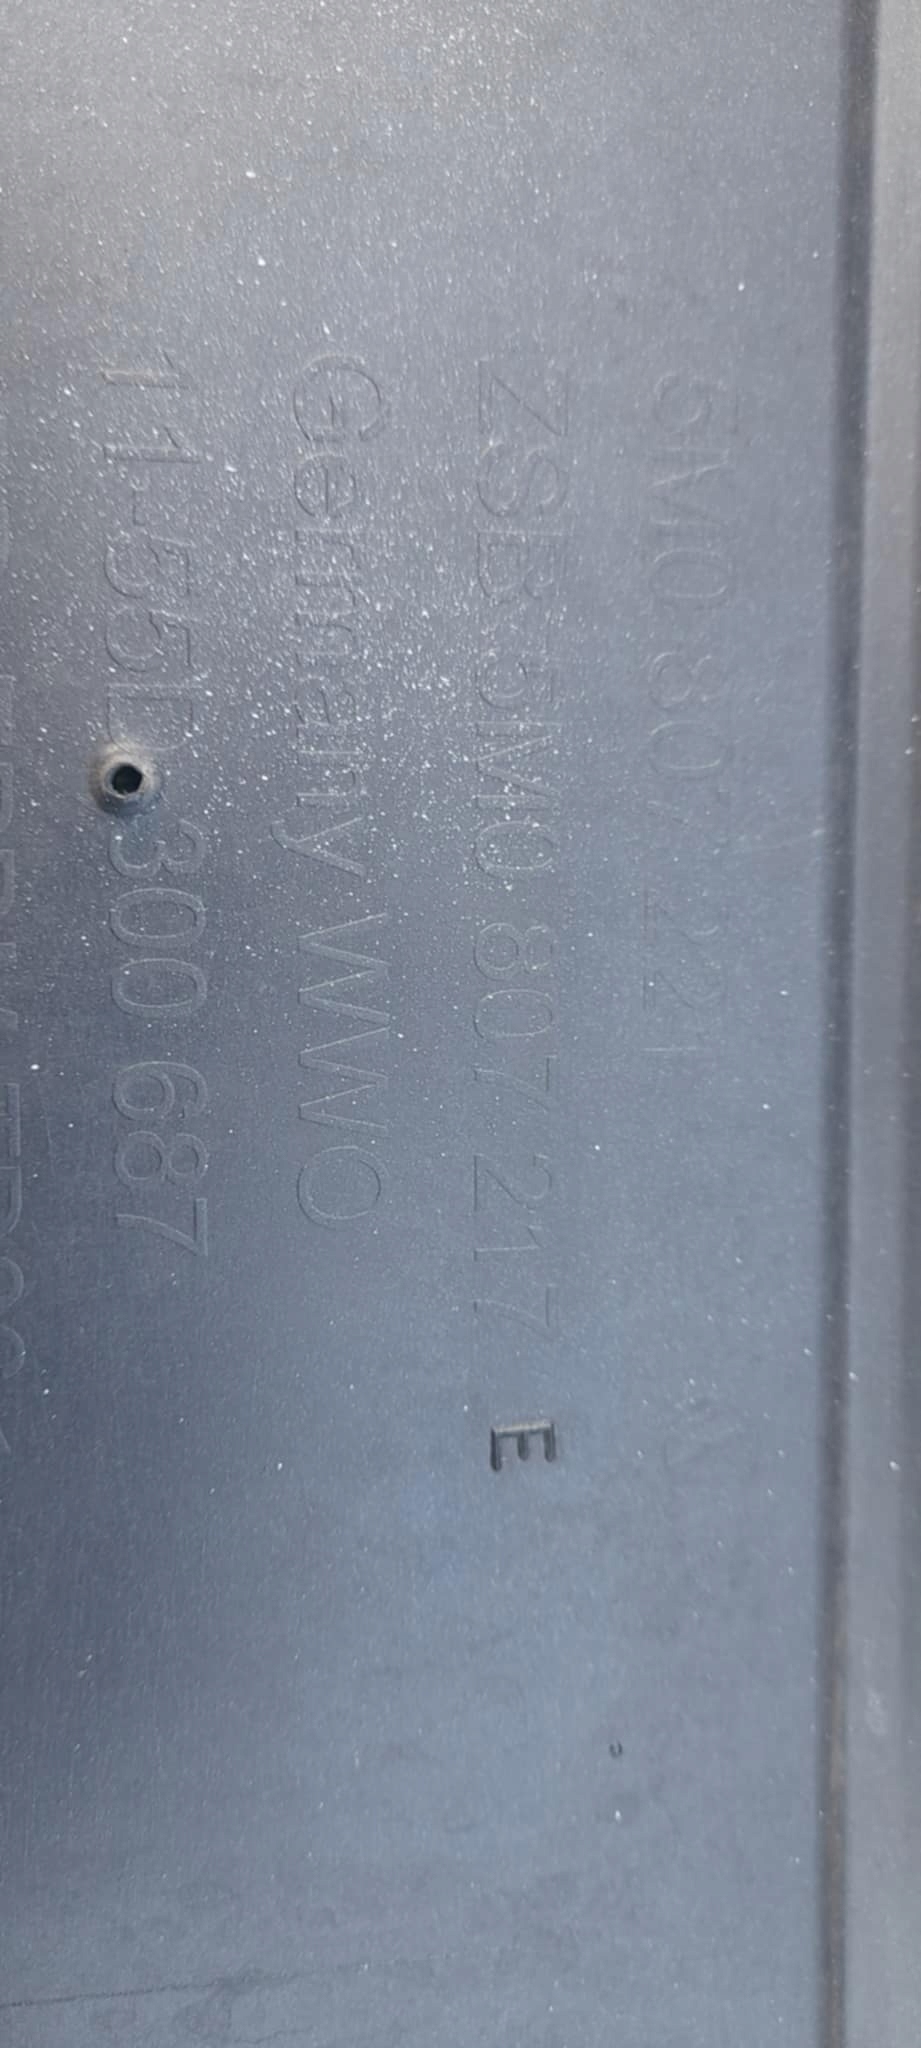 5M0 807 221
ZSB 5M0 807 217 E
Germany WWO
11-55D 300 687